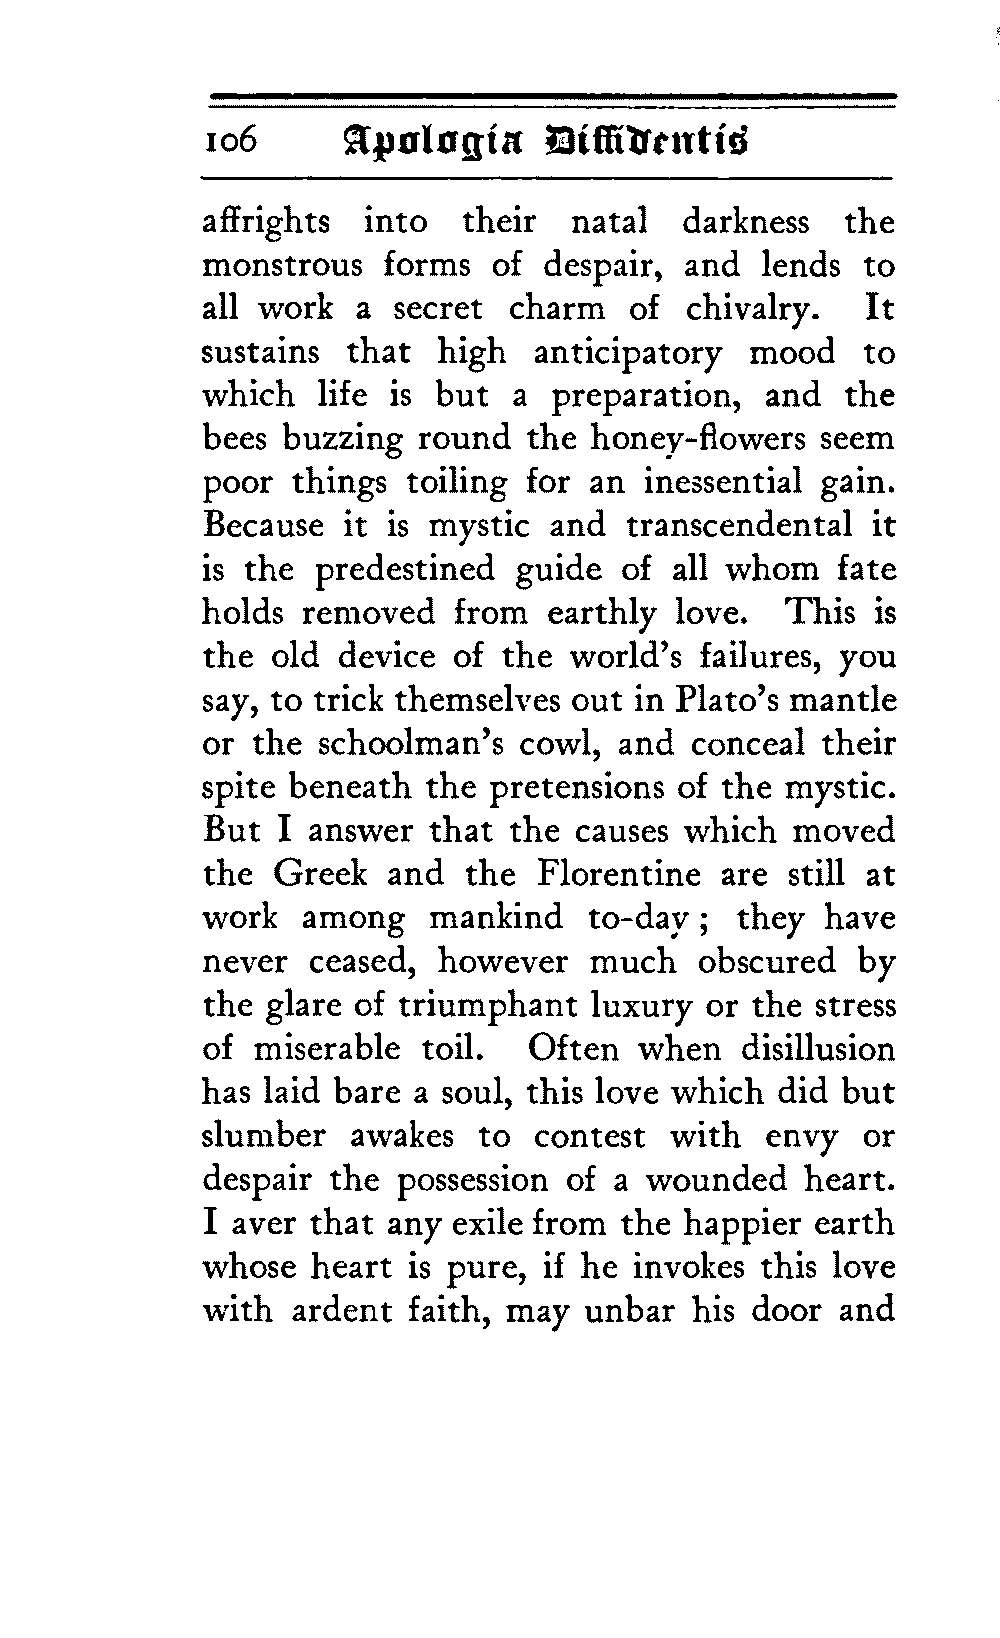 106 Apologia Diffidentis
affrights into their natal darkness the
monstrous forms of despair, and lends to
all work a secret charm of chivalry. It
sustains that high anticipatory mood to
which life is but a preparation, and the
bees buzzing round the honey-flowers seem
poor things toiling for an inessential gain.
Because it is mystic and transcendental it
is the predestined guide of all whom fate
holds removed from earthly love. This is
the old device of the world's failures, you
say, to trick themselves out in Plato's mantle
or the schoolman's cowl, and conceal their
spite beneath the pretensions of the mystic.
But I answer that the causes which moved
the Greek and the Florentine are still at
work among mankind to-day ; they have
never ceased, however much obscured by
the glare of triumphant luxury or the stress
of miserable toil. Often when disillusion
has laid bare a soul, this love which did but
slumber awakes to contest with envy or
despair the possession of a wounded heart.
I aver that any exile from the happier earth
whose heart is pure, if he invokes this love
with ardent faith, may unbar his door and